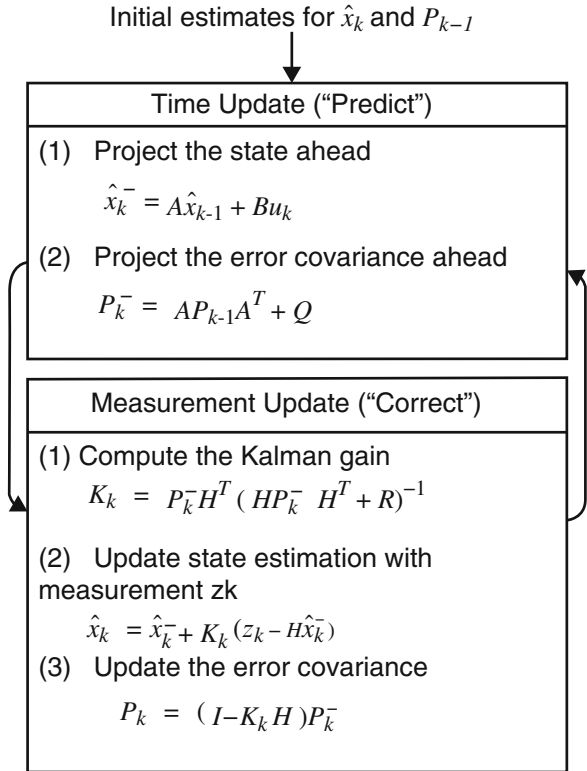 Initial estimates for x̂_k and P_{k-1}
Time Update (“Predict”)
(1) Project the state ahead
x̂_k^- = Ax̂_{k-1} + Bu_k
(2) Project the error covariance ahead
P_k^- = AP_{k-1}A^T + Q
Measurement Update (“Correct”)
(1) Compute the Kalman gain
K_k = P_k^-H^T ( HP_k^- H^T + R)^{-1}
(2) Update state estimation with
measurement zk
x̂_k = x̂_k^- + K_k (z_k - Hx̂_k^-)
(3) Update the error covariance
P_k = ( I-K_k H )P_k^-